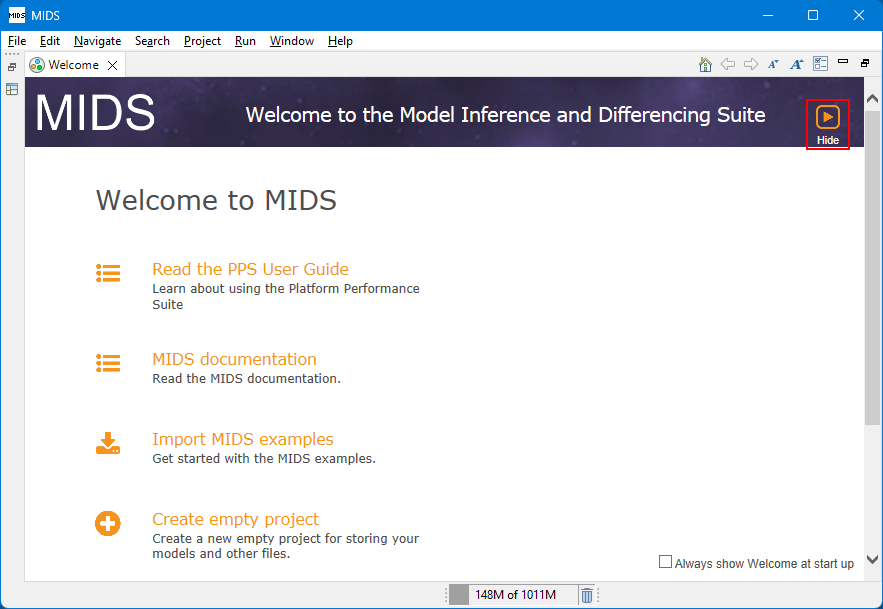 MIDS MIDS
File Edit Navigate Search Project Run Window Help
Welcome
A A
MIDS Welcome to the Model Inference and Differencing Suite
Hide
Welcome to MIDS
Read the PPS User Guide
Learn about using the Platform Performance
Suite
MIDS documentation
Read the MIDS documentation.
Import MIDS examples
Get started with the MIDS examples.
Create empty project
Create a new empty project for storing your
models and other files.
Always show Welcome at start up
148M of 1011M